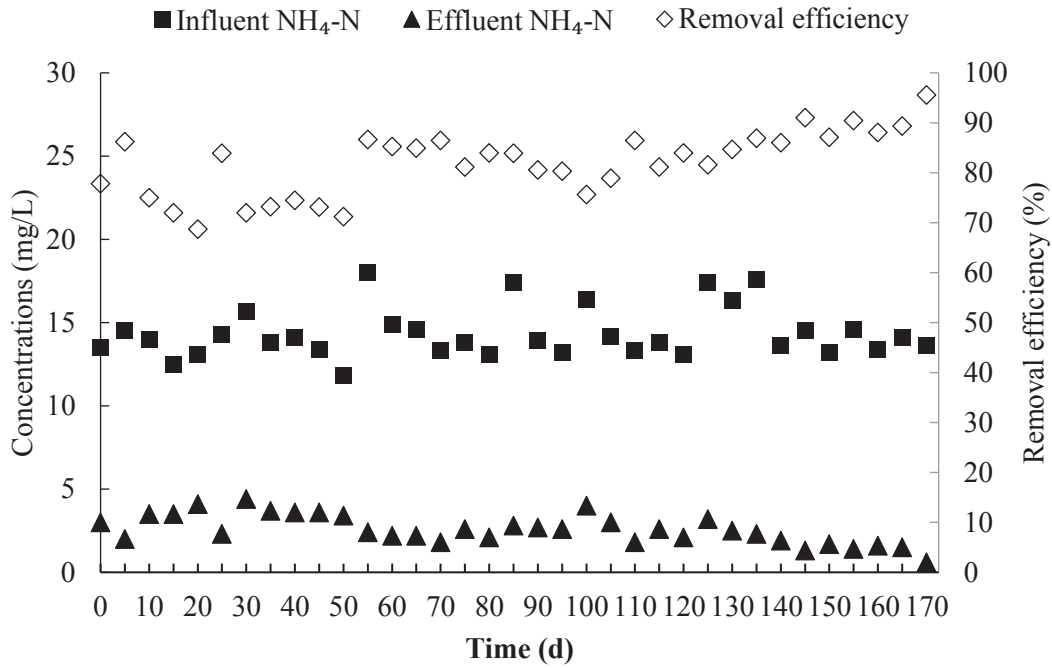 Influent NH₄-N Effluent NH₄-N Removal efficiency
30 100
90
25 80
20 70
60
15 50
40
10 30
5 20
10
0 0
0 10 20 30 40 50 60 70 80 90 100 110 120 130 140 150 160 170
Concentrations (mg/L)
Removal efficiency (%)
Time (d)